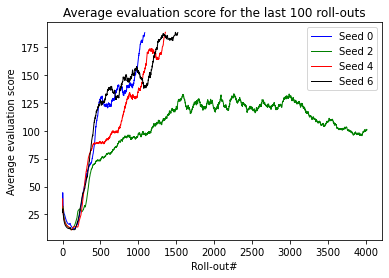 Average evaluation score for the last 100 roll-outs
Seed 0
Seed 2
Seed 4
Seed 6
Average evaluation score
175
150
125
100
75
50
25
0 500 1000 1500 2000 2500 3000 3500 4000
Roll-out#